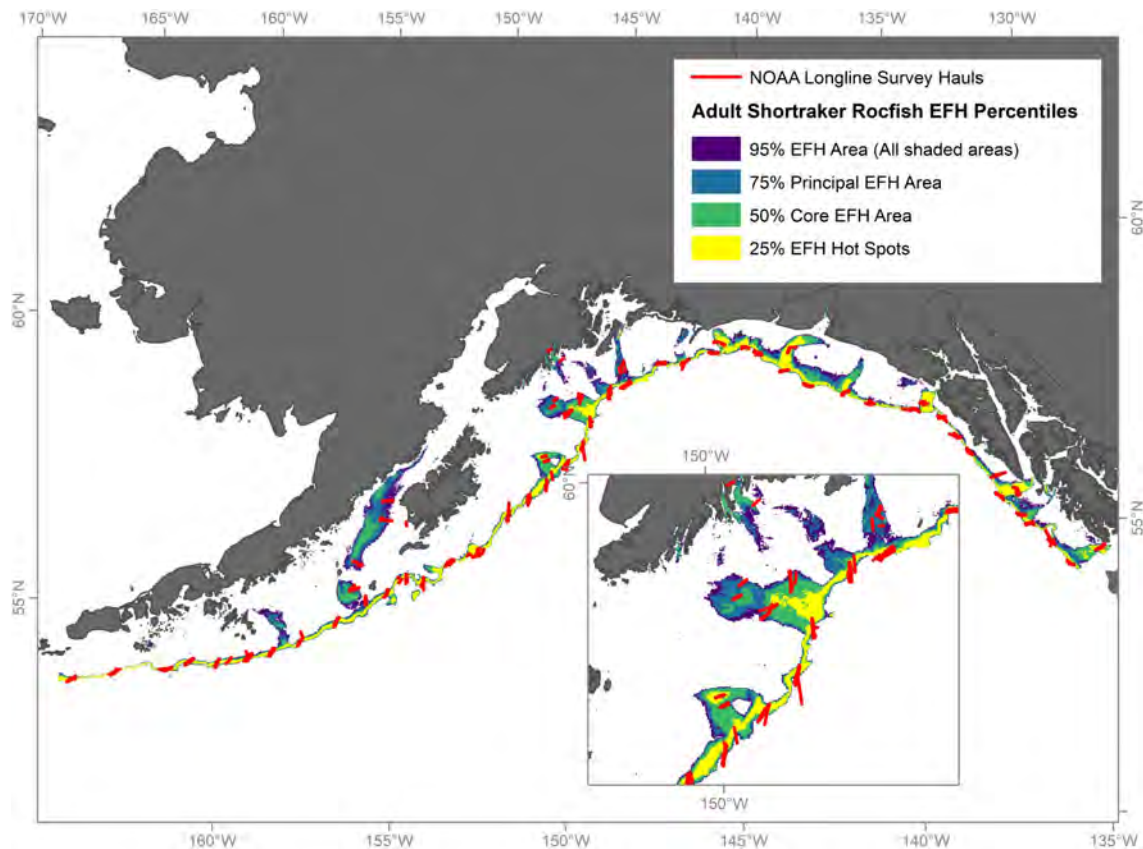 170°W 165°W 160°W 155°W 150°W 145°W 140°W 135°W 130°W
NOAA Longline Survey Hauls
Adult Shortraker Rocfish EFH Percentiles
95% EFH Area (All shaded areas)
75% Principal EFH Area
50% Core EFH Area
25% EFH Hot Spots
60°N
60°N
150°W
60°N
55°N
55°N
150°W
160°W 155°W 150°W 145°W 140°W 135°W